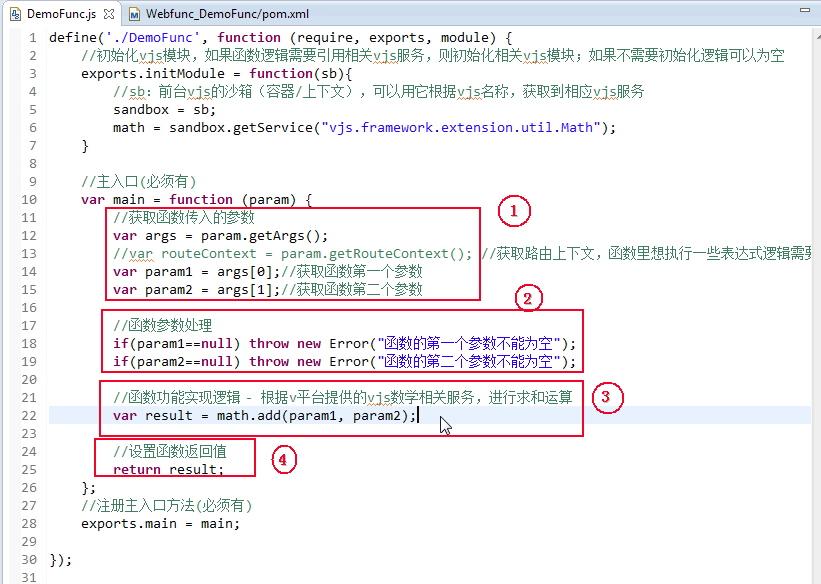 DemoFunc.js Webfunc_DemoFunc/pom.xml
1 define('./DemoFunc', function (require, exports, module) {
2 //初始化vjs模块，如果函数逻辑需要引用相关vjs服务，则初始化相关vjs模块；如果不需要初始化逻辑可以为空
3 exports.initModule = function(sb){
4 //sb：前台vjs的沙箱（容器/上下文），可以用它根据vjs名称，获取到相应vjs服务
5 sandbox = sb;
6 math = sandbox.getService("vjs.framework.extension.util.Math");
7 }
8
9 //主入口(必须有)
10 var main = function (param) {
11 //获取函数传入的参数
12 var args = param.getArgs();
13 //var routeContext = param.getRouteContext(); //获取路由上下文，函数里想执行一些表达式逻辑需要
14 var param1 = args[0];//获取函数第一个参数
15 var param2 = args[1];//获取函数第二个参数
16
17 //函数参数处理
18 if(param1==null) throw new Error("函数的第一个参数不能为空");
19 if(param2==null) throw new Error("函数的第二个参数不能为空");
20
21 //函数功能实现逻辑 - 根据v平台提供的vjs数学相关服务，进行求和运算
22 var result = math.add(param1, param2);
23
24 //设置函数返回值
25 return result;
26 };
27 //注册主入口方法(必须有)
28 exports.main = main;
29
30 });
31
1
2
3
4